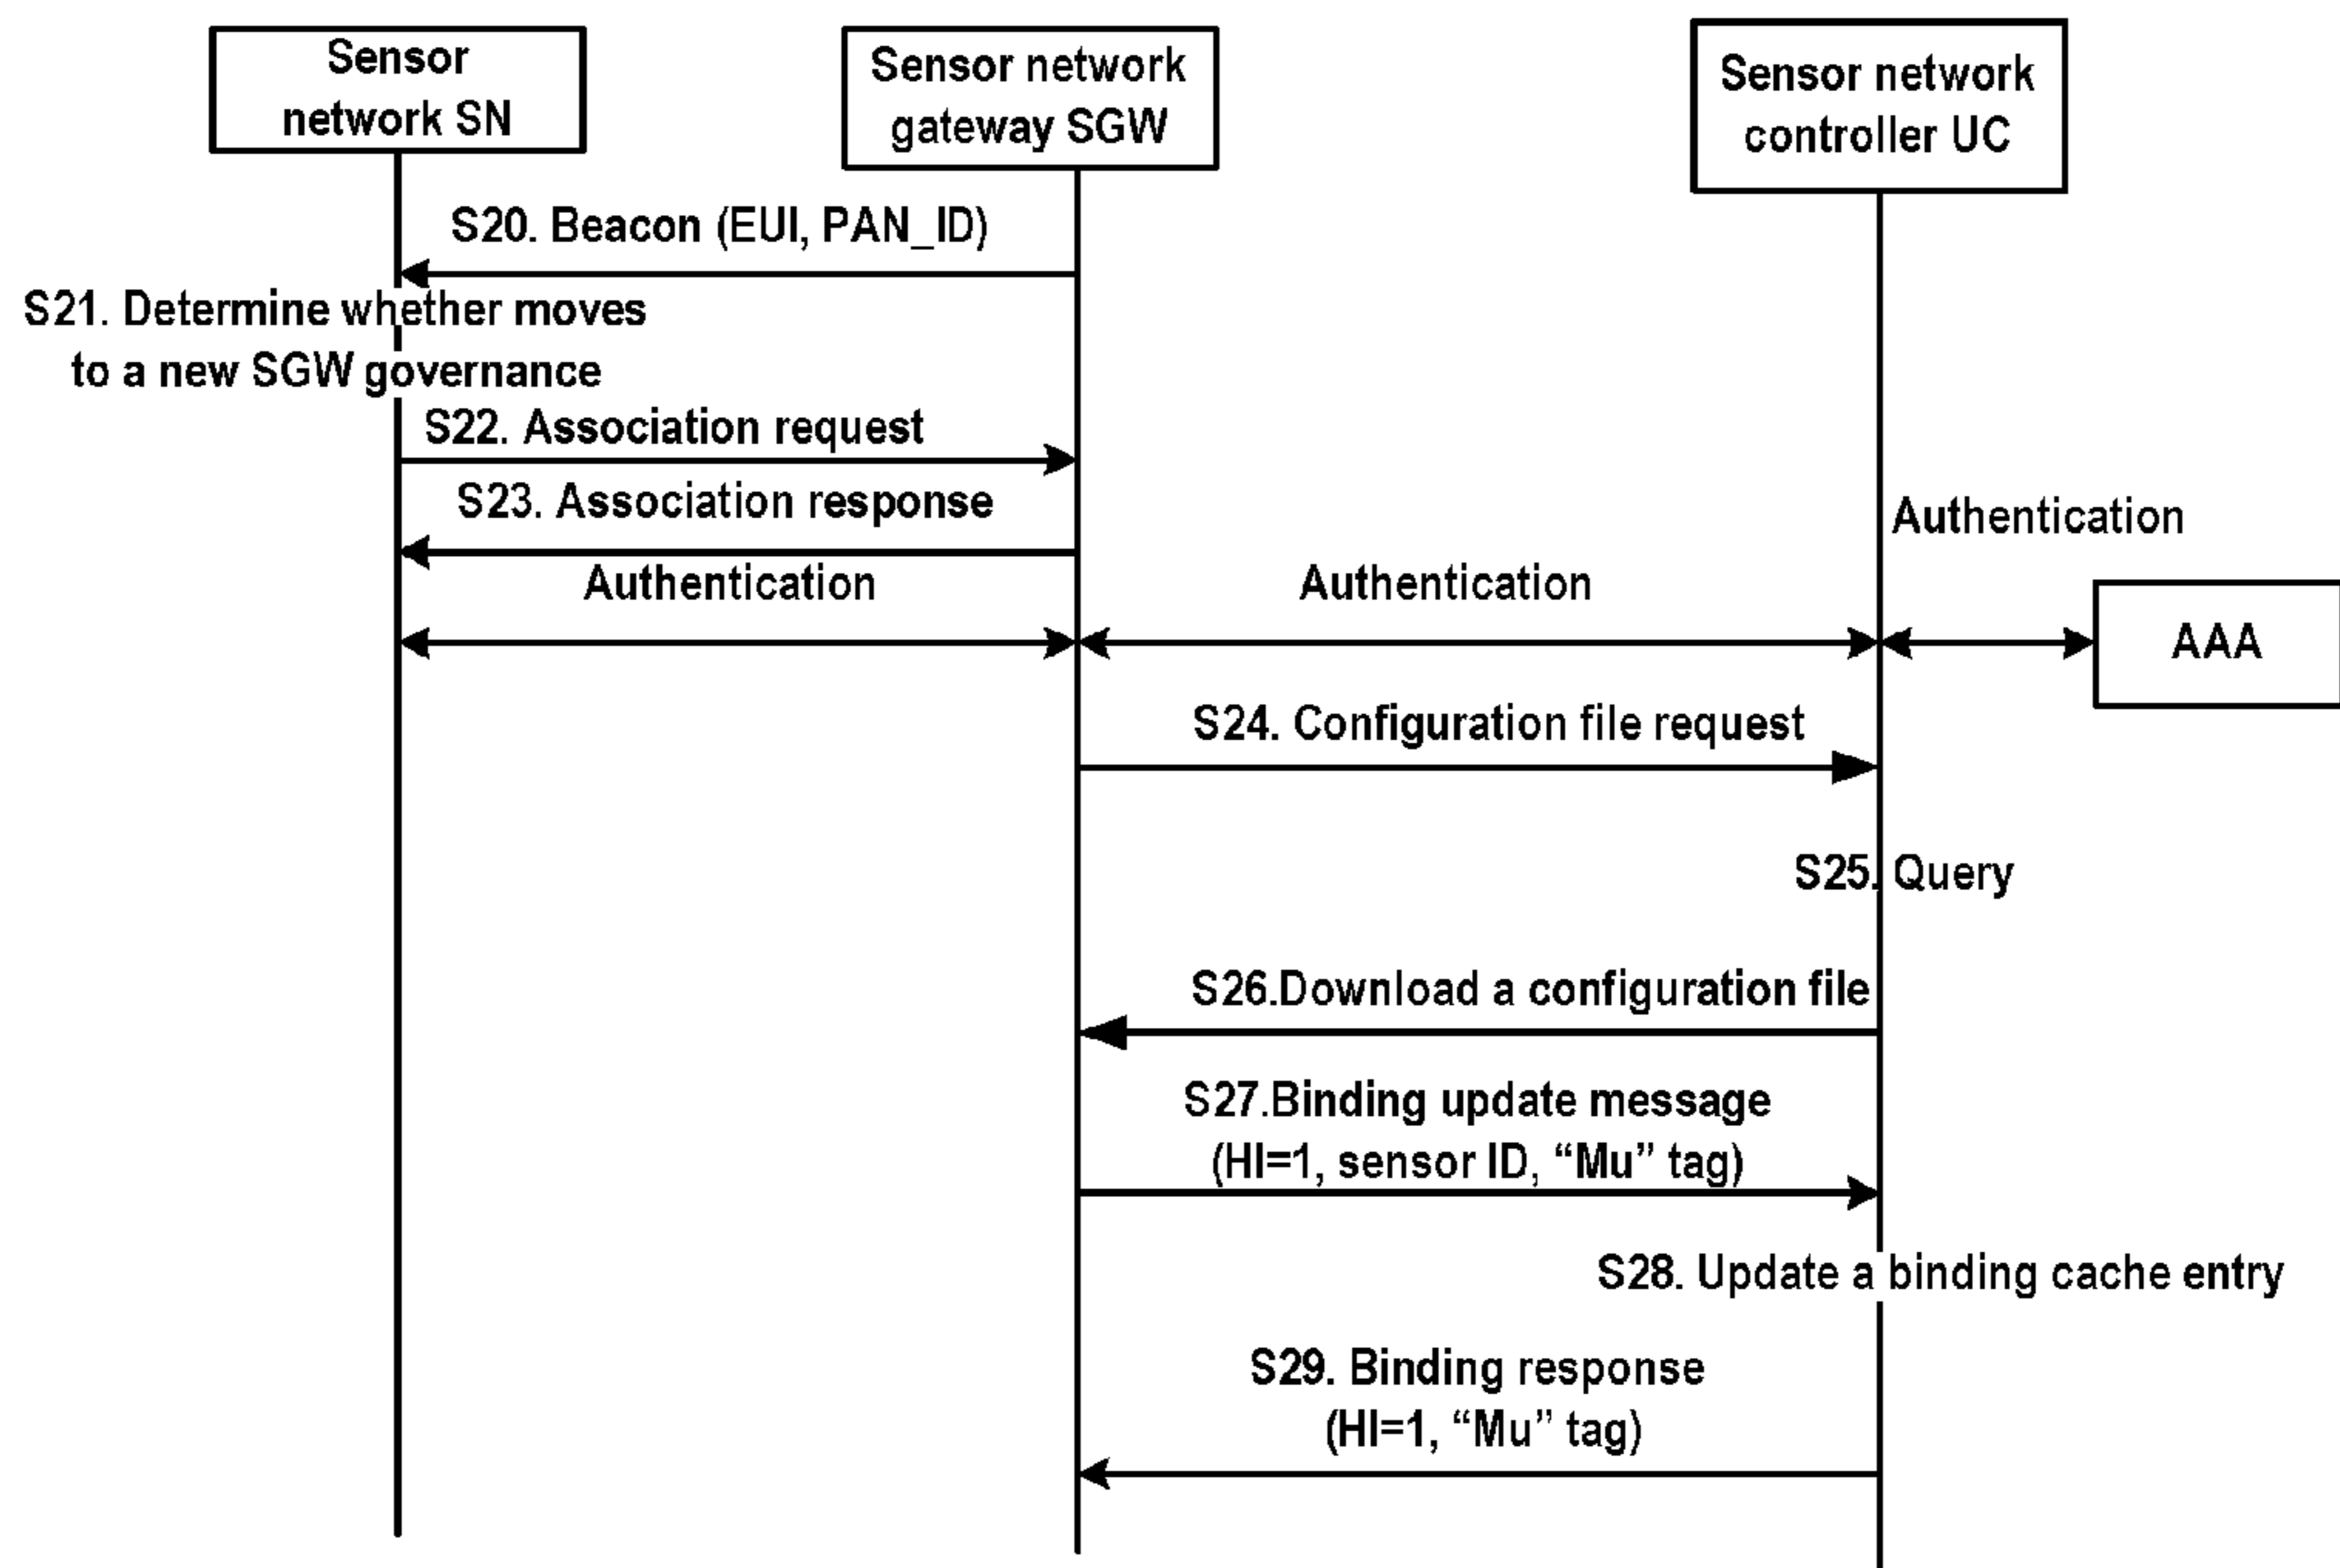 Sensor
network SN
Sensor network
gateway SGW
Sensor network
controller UC
S20. Beacon (EUI, PAN_ID)
S21. Determine whether moves
to a new SGW governance
S22. Association request
S23. Association response
Authentication
Authentication
Authentication
AAA
S24. Configuration file request
S25. Query
S26.Download a configuration file
S27.Binding update message
(HI=1, sensor ID, “Mu” tag)
S28. Update a binding cache entry
S29. Binding response
(HI=1, “Mu” tag)